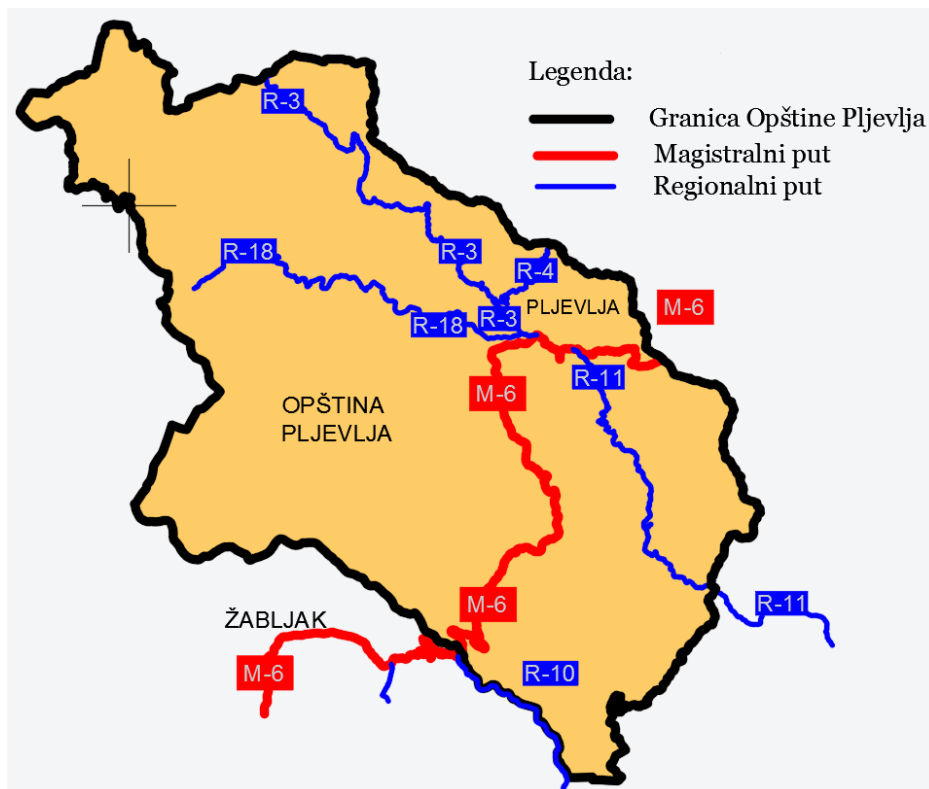 Legenda:
Granica Opštine Pljevlja
Magistralni put
Regionalni put
R-3
R-18
R-3
R-4
M-6
PLJEVLJA
R-3
R-18
R-11
M-6
OPŠTINA
PLJEVLJA
M-6
R-11
ŽABLJAK
M-6
R-10